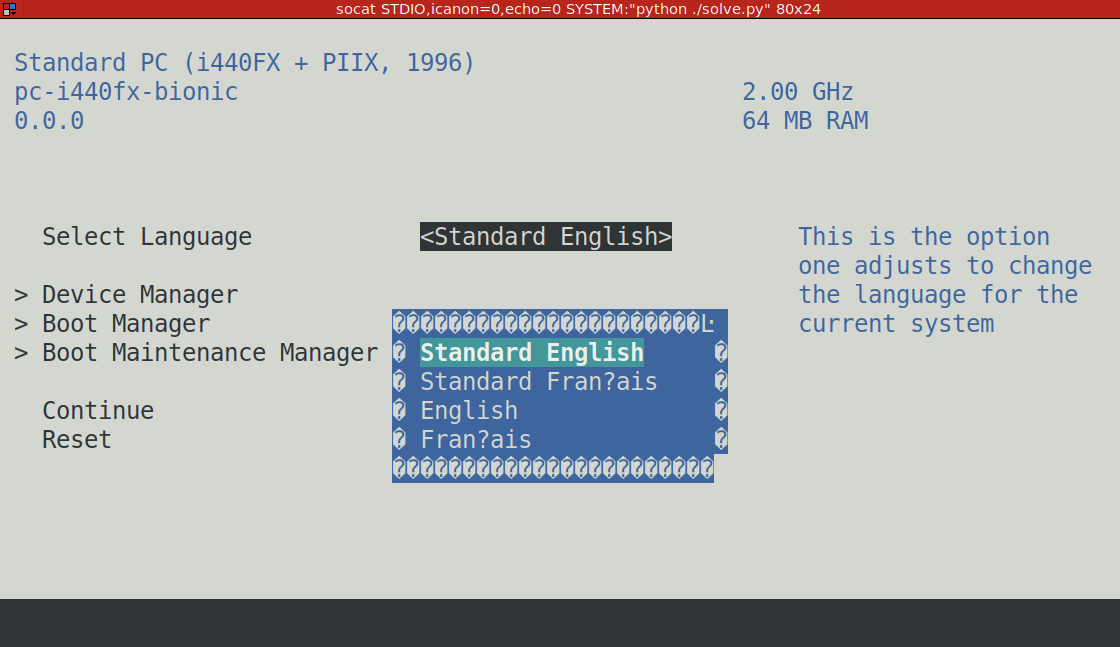 socat STDIO,icanon=0,echo=0 SYSTEM:"python ./solve.py" 80x24
Standard PC (i440FX + PIIX, 1996)
pc-i440fx-bionic 2.00 GHz
0.0.0 64 MB RAM
Select Language <Standard English> This is the option
one adjusts to change
> Device Manager the language for the
> Boot Manager ����������������������Ŀ current system
> Boot Maintenance Manager � Standard English �
� Standard Fran?ais �
Continue � English �
Reset � Fran?ais �
�����������������������